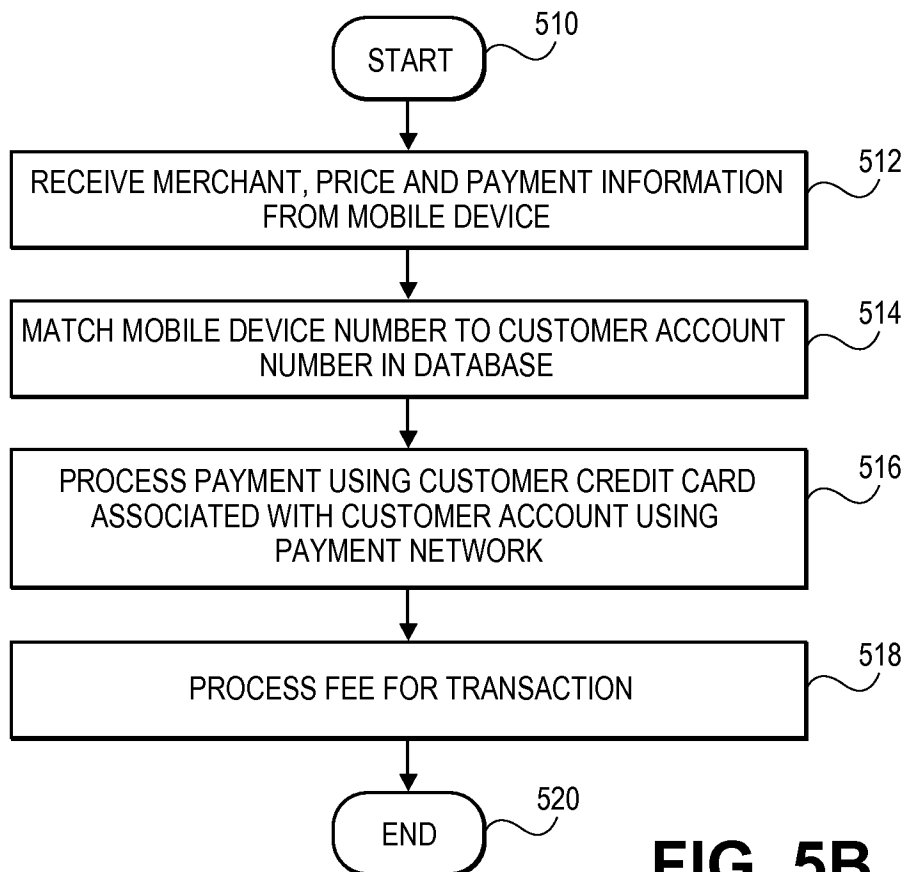 START
510
RECEIVE MERCHANT, PRICE AND PAYMENT INFORMATION
FROM MOBILE DEVICE
512
MATCH MOBILE DEVICE NUMBER TO CUSTOMER ACCOUNT
NUMBER IN DATABASE
514
PROCESS PAYMENT USING CUSTOMER CREDIT CARD
ASSOCIATED WITH CUSTOMER ACCOUNT USING
PAYMENT NETWORK
516
PROCESS FEE FOR TRANSACTION
518
END
520
FIG. 5B